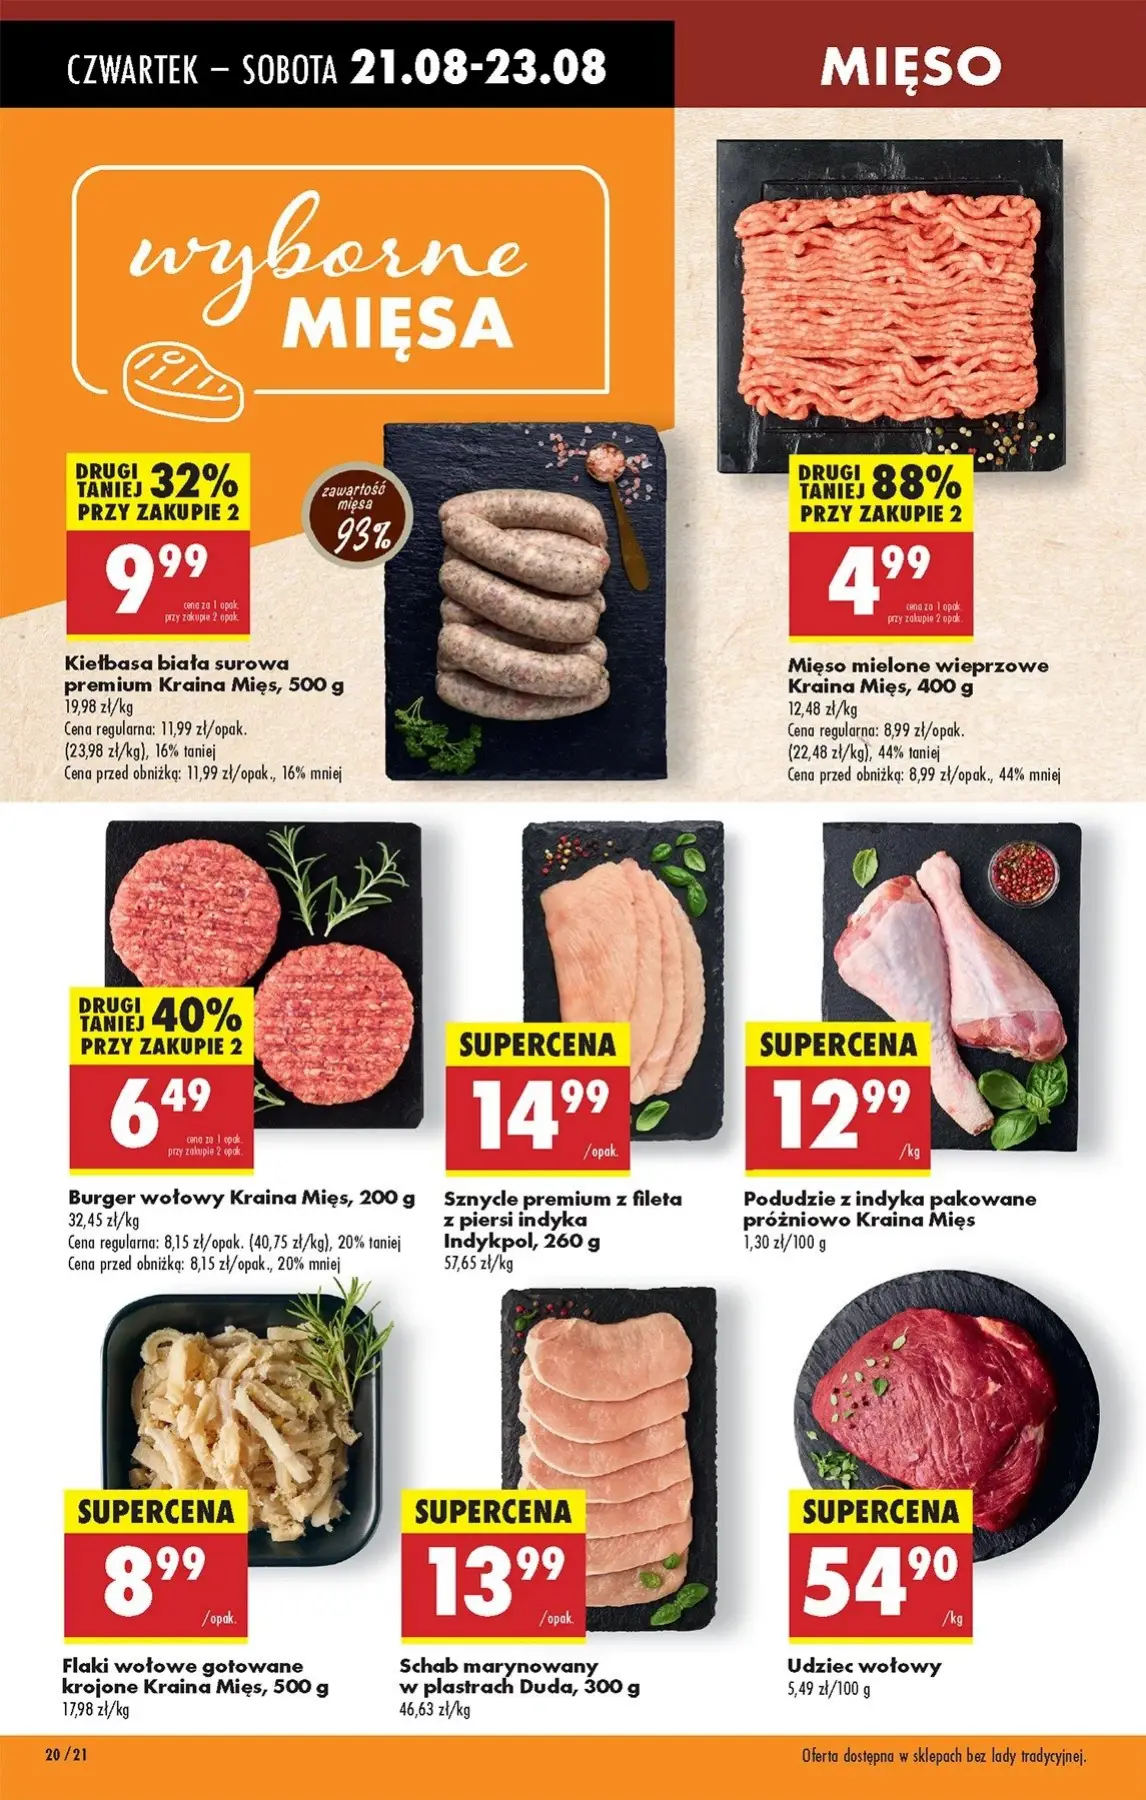 CZWARTEK – SOBOTA 21.08-23.08
MIĘSO
wyborne
MIĘSA
DRUGI
TANIEJ 32%
PRZY ZAKUPIE 2
9 99
cena za 1 opak.
przy zakupie 2 opak.
zawartość
mięsa
93%
Kiełbasa biała surowa
premium Kraina Mięs, 500 g
19,98 zł/kg
Cena regularna: 11,99 zł/opak.
(23,98 zł/kg), 16% taniej
Cena przed obniżką: 11,99 zł/opak., 16% mniej
DRUGI
TANIEJ 88%
PRZY ZAKUPIE 2
4 99
cena za 1 opak.
przy zakupie 2 opak.
Mięso mielone wieprzowe
Kraina Mięs, 400 g
12,48 zł/kg
Cena regularna: 8,99 zł/opak.
(22,48 zł/kg), 44% taniej
Cena przed obniżką: 8,99 zł/opak., 44% mniej
DRUGI
TANIEJ 40%
PRZY ZAKUPIE 2
6 49
cena za 1 opak.
przy zakupie 2 opak.
Burger wołowy Kraina Mięs, 200 g
32,45 zł/kg
Cena regularna: 8,15 zł/opak. (40,75 zł/kg), 20% taniej
Cena przed obniżką: 8,15 zł/opak., 20% mniej
SUPERCENA
14 99
/opak.
Sznycle premium z fileta
z piersi indyka
Indykpol, 260 g
57,65 zł/kg
SUPERCENA
12 99
/kg
Podudzie z indyka pakowane
próżniowo Kraina Mięs
1,30 zł/100 g
SUPERCENA
8 99
/opak.
Flaki wołowe gotowane
krojone Kraina Mięs, 500 g
17,98 zł/kg
SUPERCENA
13 99
/opak.
Schab marynowany
w plastrach Duda, 300 g
46,63 zł/kg
SUPERCENA
54 90
/kg
Udziec wołowy
5,49 zł/100 g
20/21
Oferta dostępna w sklepach bez lady tradycyjnej.